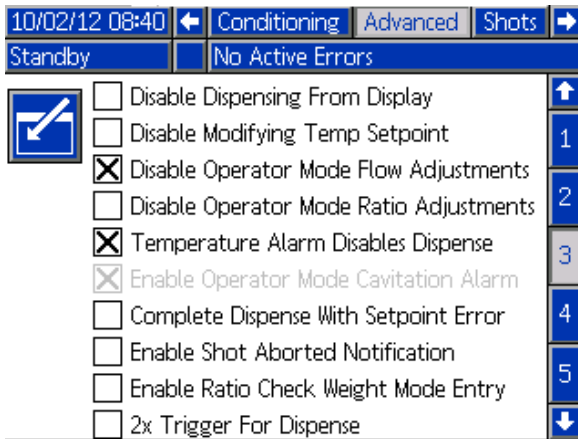 10/02/12 08:40 Conditioning Advanced Shots
Standby No Active Errors
Disable Dispensing From Display
Disable Modifying Temp Setpoint
1
Disable Operator Mode Flow Adjustments
Disable Operator Mode Ratio Adjustments
2
Temperature Alarm Disables Dispense
3
Enable Operator Mode Cavitation Alarm
Complete Dispense With Setpoint Error
4
Enable Shot Aborted Notification
5
Enable Ratio Check Weight Mode Entry
2x Trigger For Dispense